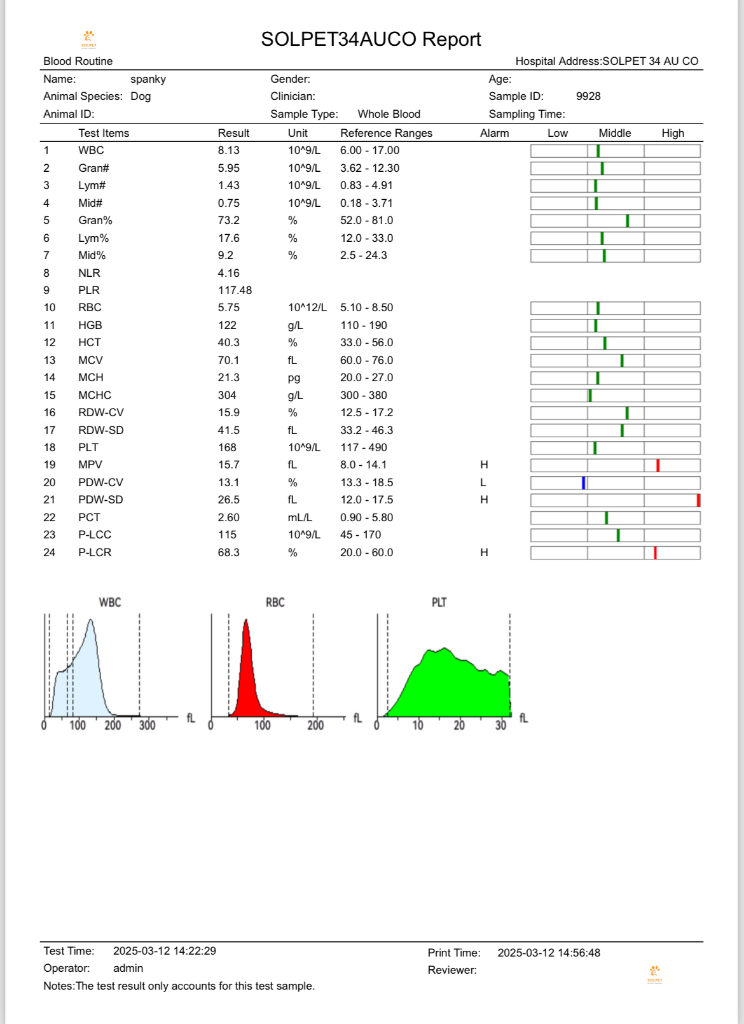 SOLPET34AUCO Report
Blood Routine Hospital Address:SOLPET 34 AU CO
Name: spanky Gender: Age:
Animal Species: Dog Clinician: Sample ID: 9928
Animal ID: Sample Type: Whole Blood Sampling Time:
Test Items Result Unit Reference Ranges Alarm Low Middle High
1 WBC 8.13 10^9/L 6.00 - 17.00
2 Gran# 5.95 10^9/L 3.62 - 12.30
3 Lym# 1.43 10^9/L 0.83 - 4.91
4 Mid# 0.75 10^9/L 0.18 - 3.71
5 Gran% 73.2 % 52.0 - 81.0
6 Lym% 17.6 % 12.0 - 33.0
7 Mid% 9.2 % 2.5 - 24.3
8 NLR 4.16
9 PLR 117.48
10 RBC 5.75 10^12/L 5.10 - 8.50
11 HGB 122 g/L 110 - 190
12 HCT 40.3 % 33.0 - 56.0
13 MCV 70.1 fL 60.0 - 76.0
14 MCH 21.3 pg 20.0 - 27.0
15 MCHC 304 g/L 300 - 380
16 RDW-CV 15.9 % 12.5 - 17.2
17 RDW-SD 41.5 fL 33.2 - 46.3
18 PLT 168 10^9/L 117 - 490
19 MPV 15.7 fL 8.0 - 14.1 H
20 PDW-CV 13.1 % 13.3 - 18.5 L
21 PDW-SD 26.5 fL 12.0 - 17.5 H
22 PCT 2.60 mL/L 0.90 - 5.80
23 P-LCC 115 10^9/L 45 - 170
24 P-LCR 68.3 % 20.0 - 60.0 H
WBC RBC PLT
0 100 200 300 fL 0 100 200 fL 0 10 20 30 fL
Test Time: 2025-03-12 14:22:29 Print Time: 2025-03-12 14:56:48
Operator: admin Reviewer:
Notes:The test result only accounts for this test sample.